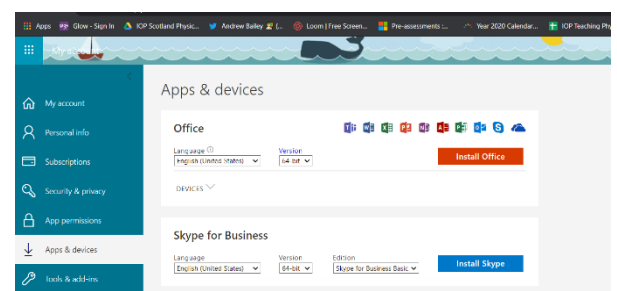 Apps Glow - Sign In IOP Scotland Physic... Andrew Bailey (... Loom | Free Screen... Pre-assessments :... Year 2020 Calendar... IOP Teaching Phy
My account
Apps & devices
My account
Personal info
Subscriptions
Security & privacy
App permissions
Apps & devices
Tools & add-ins
Office
Language Version
English (United States) 64-bit Install Office
DEVICES
Skype for Business
Language Version Edition
English (United States) 64-bit Skype for Business Basic Install Skype